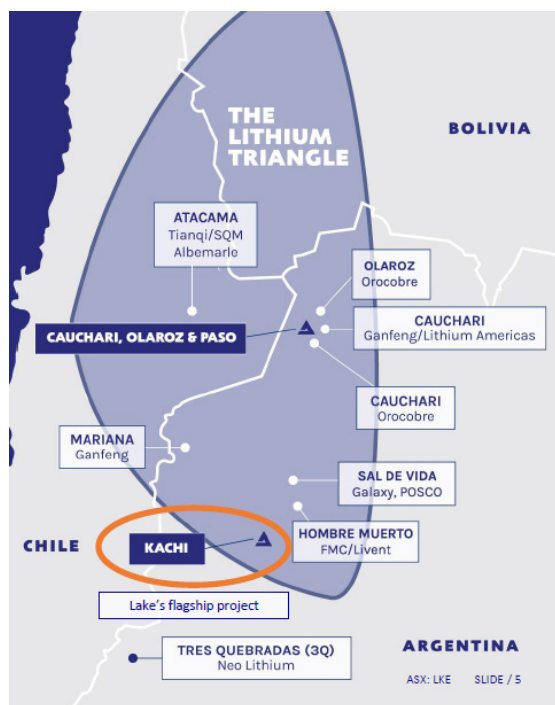 THE
LITHIUM
TRIANGLE
BOLIVIA
ATACAMA
Tianqi/SQM
Albemarle
OLAROZ
Orocobre
CAUCHARI, OLAROZ & PASO
CAUCHARI
Ganfeng/Lithium Americas
CAUCHARI
Orocobre
MARIANA
Ganfeng
SAL DE VIDA
Galaxy, POSCO
HOMBRE MUERTO
FMC/Livent
CHILE
KACHI
Lake's flagship project
TRES QUEBRADAS (3Q)
Neo Lithium
ARGENTINA
ASX: LKE SLIDE / 5